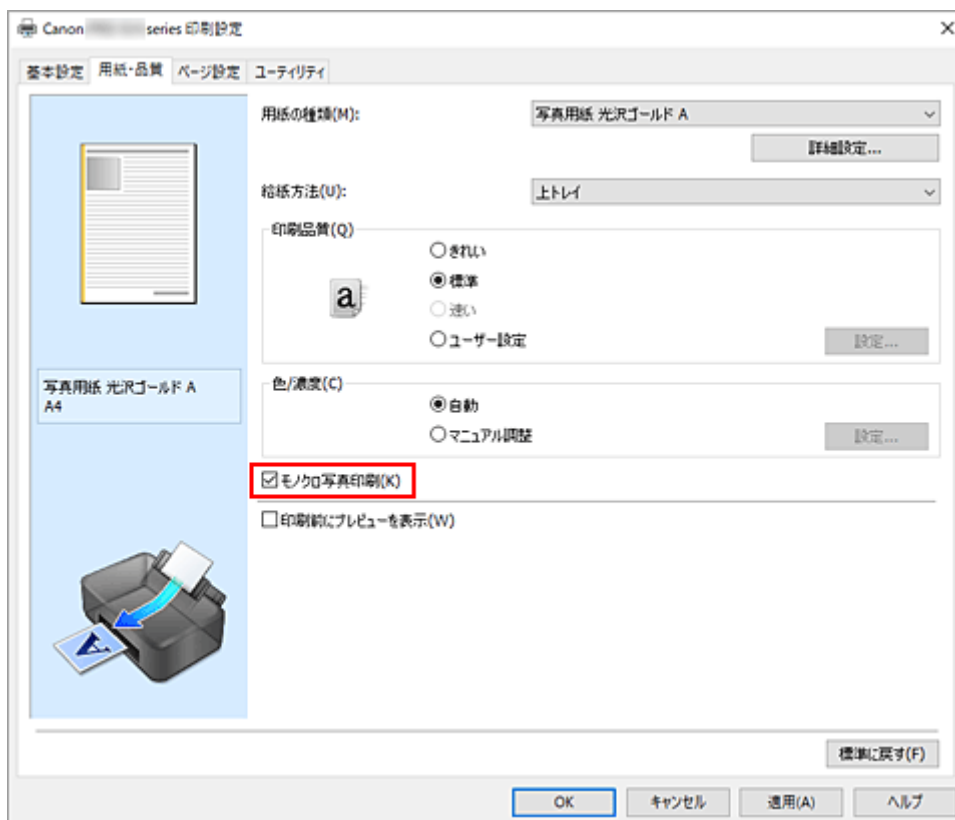 Canon series 印刷設定
基本設定 用紙・品質 ページ設定 ユーティリティ
用紙の種類(M): 写真用紙 光沢ゴールド A
詳細設定...
給紙方法(U): 上トレイ
印刷品質(Q)
きれい
a
標準
速い
ユーザー設定 設定...
写真用紙 光沢ゴールド A
A4
色/濃度(C)
自動
マニュアル調整 設定...
モノクロ写真印刷(K)
印刷前にプレビューを表示(W)
A
標準に戻す(F)
OK キャンセル 適用(A) ヘルプ